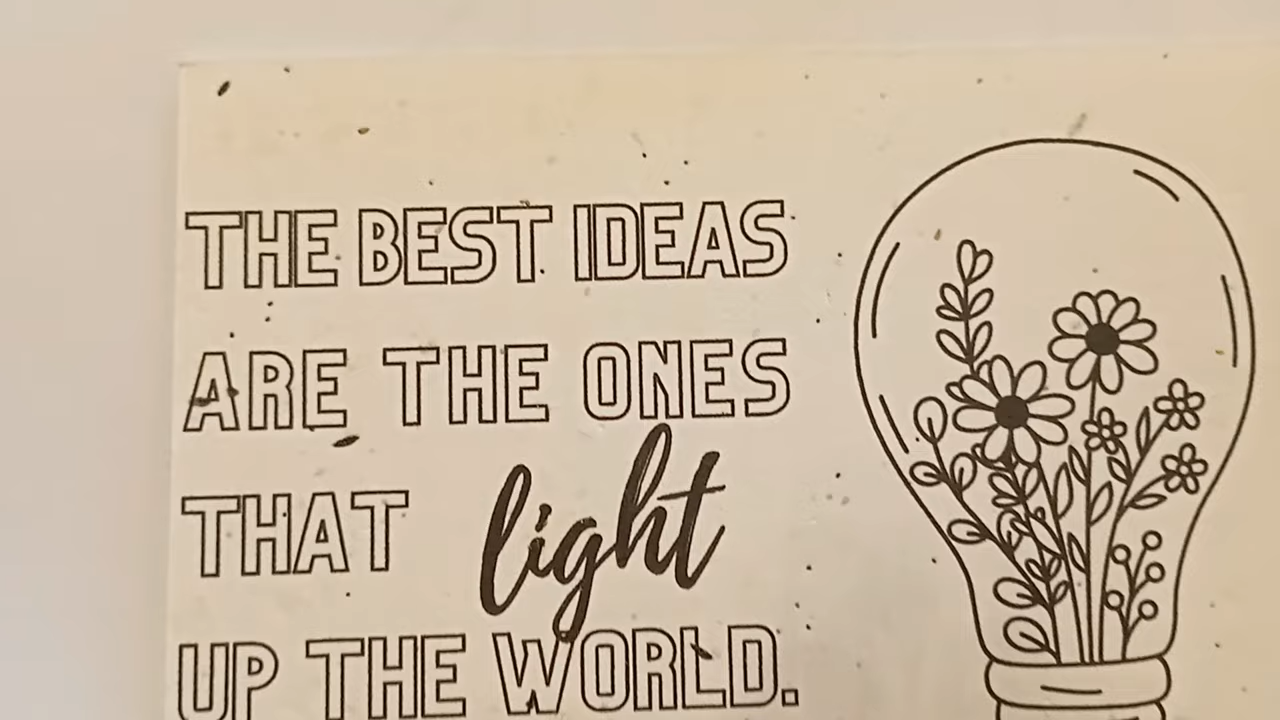 THE BEST IDEAS
ARE THE ONES
THAT light
UP THE WORLD.